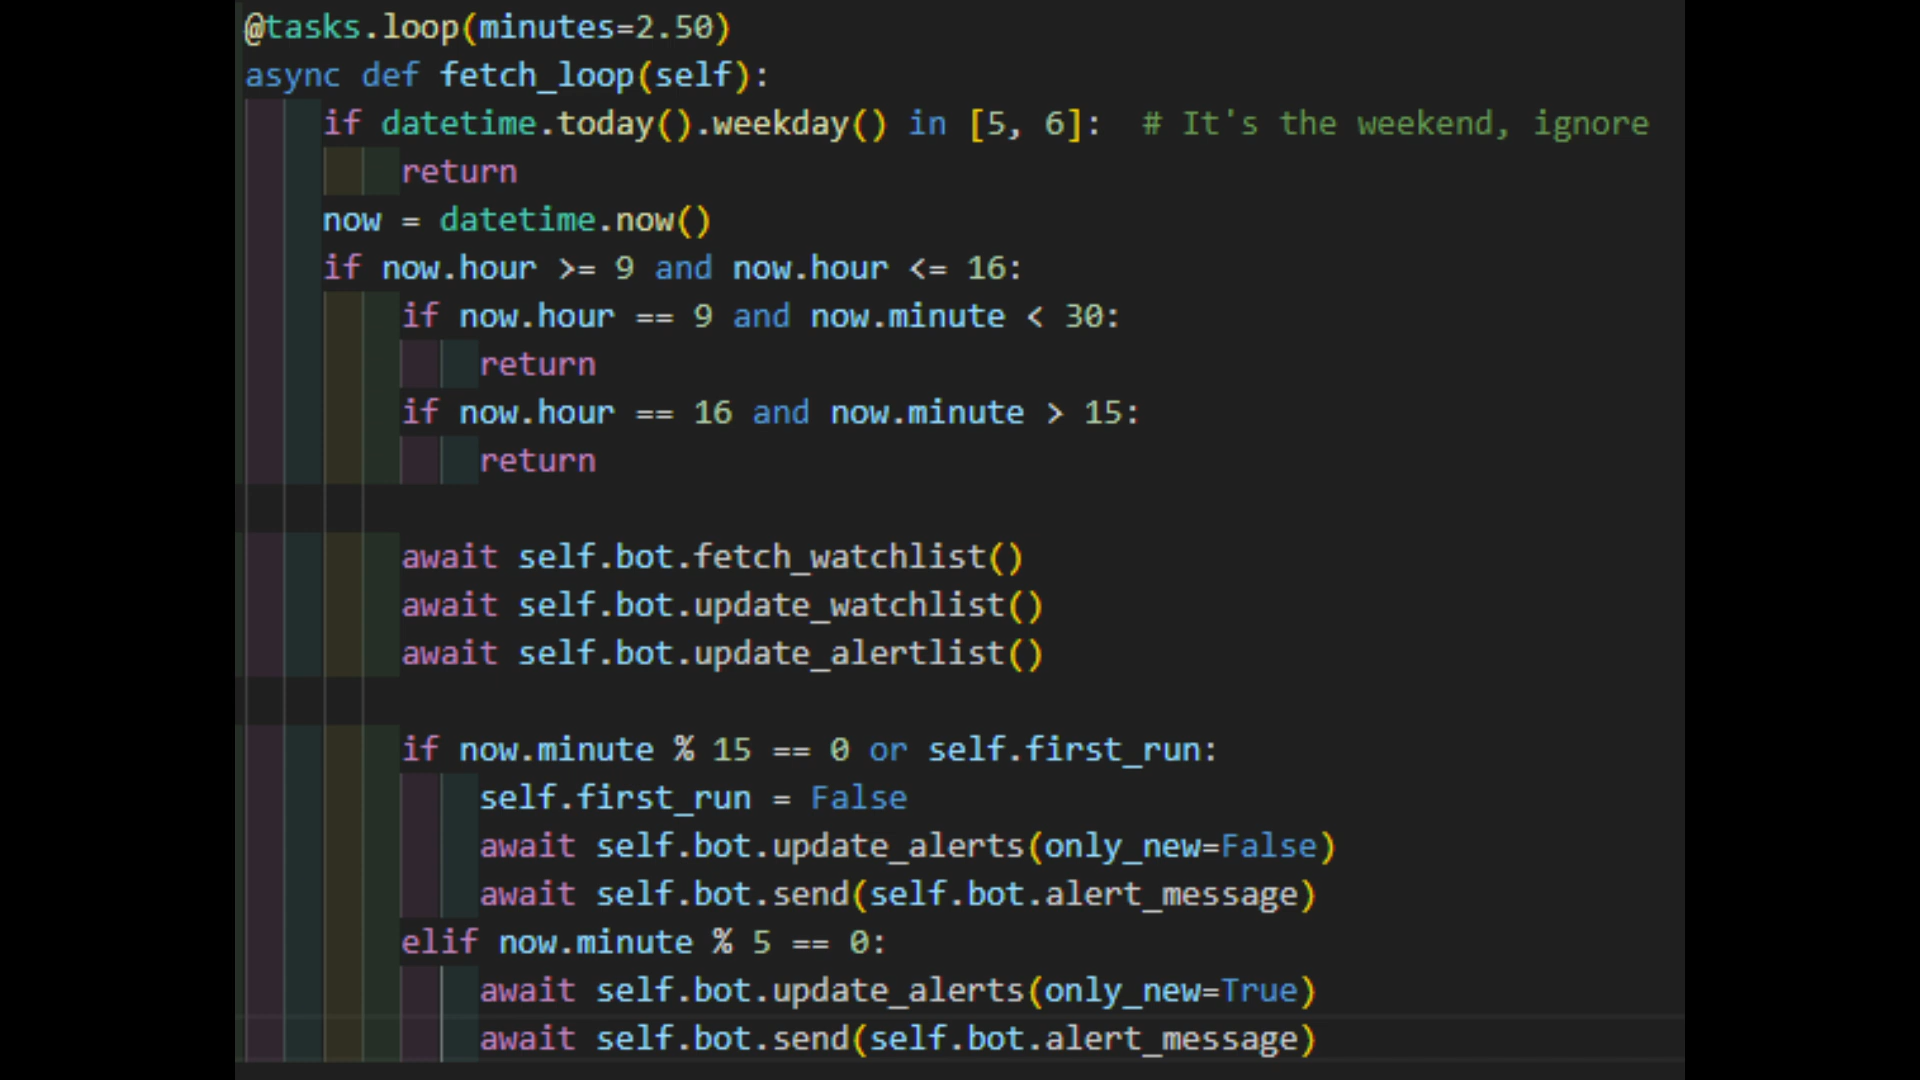 @tasks.loop(minutes=2.50)
async def fetch_loop(self):
if datetime.today().weekday() in [5, 6]:  # It's the weekend, ignore
return
now = datetime.now()
if now.hour >= 9 and now.hour <= 16:
if now.hour == 9 and now.minute < 30:
return
if now.hour == 16 and now.minute > 15:
return
await self.bot.fetch_watchlist()
await self.bot.update_watchlist()
await self.bot.update_alertlist()
if now.minute % 15 == 0 or self.first_run:
self.first_run = False
await self.bot.update_alerts(only_new=False)
await self.bot.send(self.bot.alert_message)
elif now.minute % 5 == 0:
await self.bot.update_alerts(only_new=True)
await self.bot.send(self.bot.alert_message)